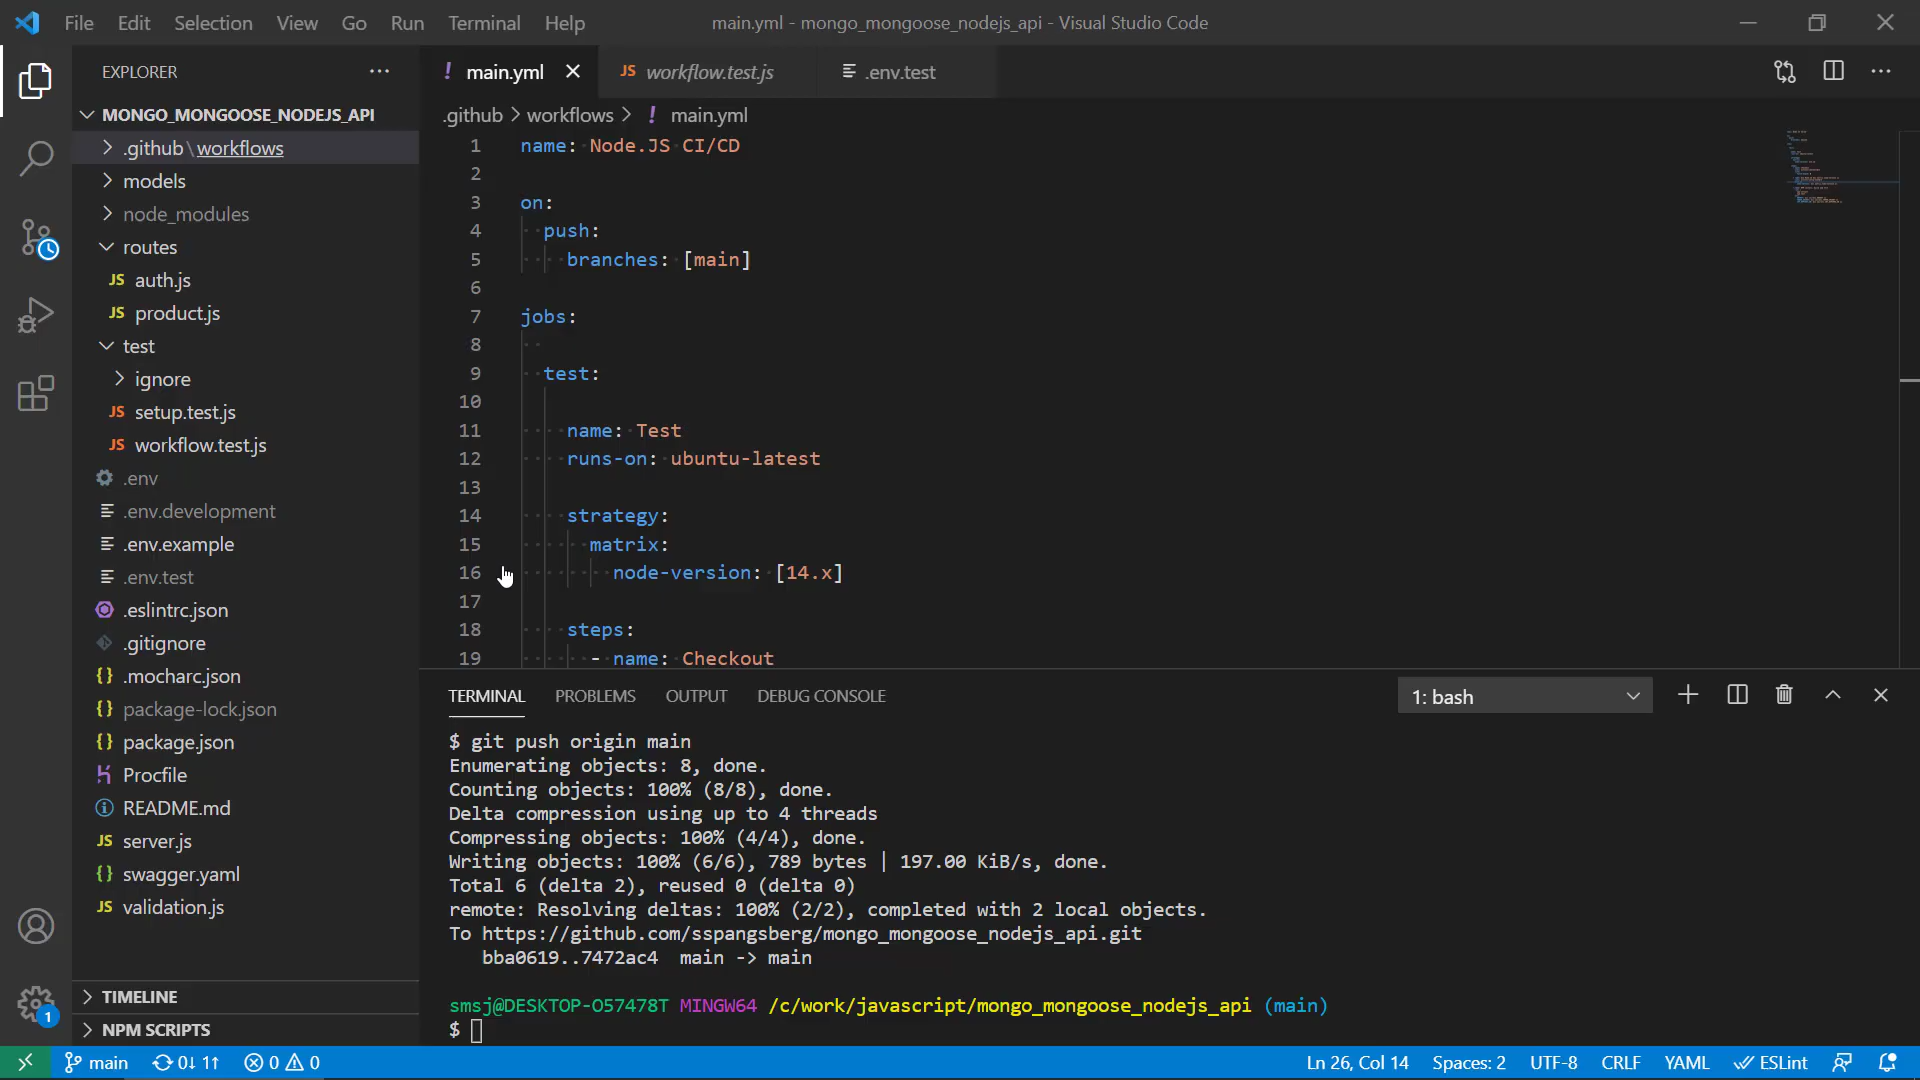 File Edit Selection View Go Run Terminal Help
main.yml - mongo_mongoose_nodejs_api - Visual Studio Code
EXPLORER
MONGO_MONGOOSE_NODEJS_API
.github\workflows
models
node_modules
routes
JS auth.js
JS product.js
test
ignore
JS setup.test.js
JS workflow.test.js
.env
.env.development
.env.example
.env.test
.eslintrc.json
.gitignore
{} .mocharc.json
{} package-lock.json
{} package.json
Procfile
README.md
JS server.js
{} swagger.yaml
JS validation.js
TIMELINE
NPM SCRIPTS
1
! main.yml
JS workflow.test.js
.env.test
.github > workflows > ! main.yml
1 name: Node.JS CI/CD
2
3 on:
4 push:
5 branches: [main]
6
7 jobs:
8
9 test:
10
11 name: Test
12 runs-on: ubuntu-latest
13
14 strategy:
15 matrix:
16 node-version: [14.x]
17
18 steps:
19 - name: Checkout
TERMINAL PROBLEMS OUTPUT DEBUG CONSOLE
1: bash
$ git push origin main
Enumerating objects: 8, done.
Counting objects: 100% (8/8), done.
Delta compression using up to 4 threads
Compressing objects: 100% (4/4), done.
Writing objects: 100% (6/6), 789 bytes | 197.00 KiB/s, done.
Total 6 (delta 2), reused 0 (delta 0)
remote: Resolving deltas: 100% (2/2), completed with 2 local objects.
To https://github.com/sspangsberg/mongo_mongoose_nodejs_api.git
bba0619..7472ac4 main -> main
smsj@DESKTOP-O57478T MINGW64 /c/work/javascript/mongo_mongoose_nodejs_api (main)
$
main 0↓ 1↑ 0 0
Ln 26, Col 14 Spaces: 2 UTF-8 CRLF YAML ESLint